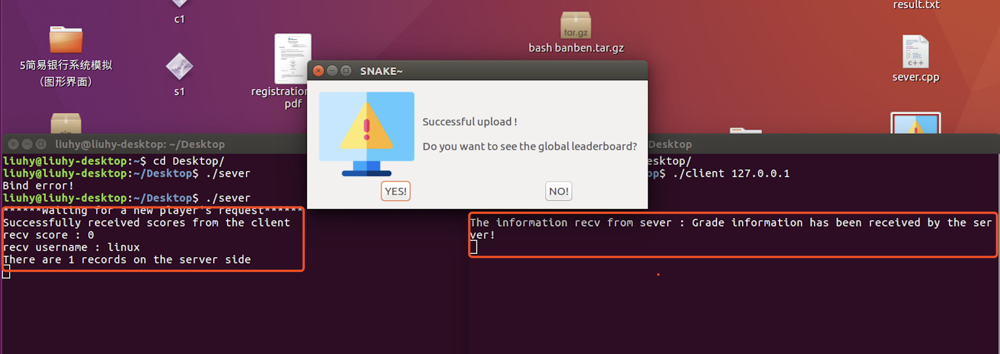 result.txt
c1
tar.gz
bash banben.tar.gz
5简易银行系统模拟
（图形界面）
s1
registration
pdf
c++
sever.cpp
SNAKE~
Successful upload !
Do you want to see the global leaderboard?
YES!
NO!
liuhy@liuhy-desktop: ~/Desktop
liuhy@liuhy-desktop:~$ cd Desktop/
liuhy@liuhy-desktop:~/Desktop$ ./sever
Bind error!
liuhy@liuhy-desktop:~/Desktop$ ./sever
******Waiting for a new player's request******
Successfully received scores from the client
recv score : 0
recv username : linux
There are 1 records on the server side
Desktop
esktop/
op$ ./client 127.0.0.1
The information recv from sever : Grade information has been received by the ser
ver!